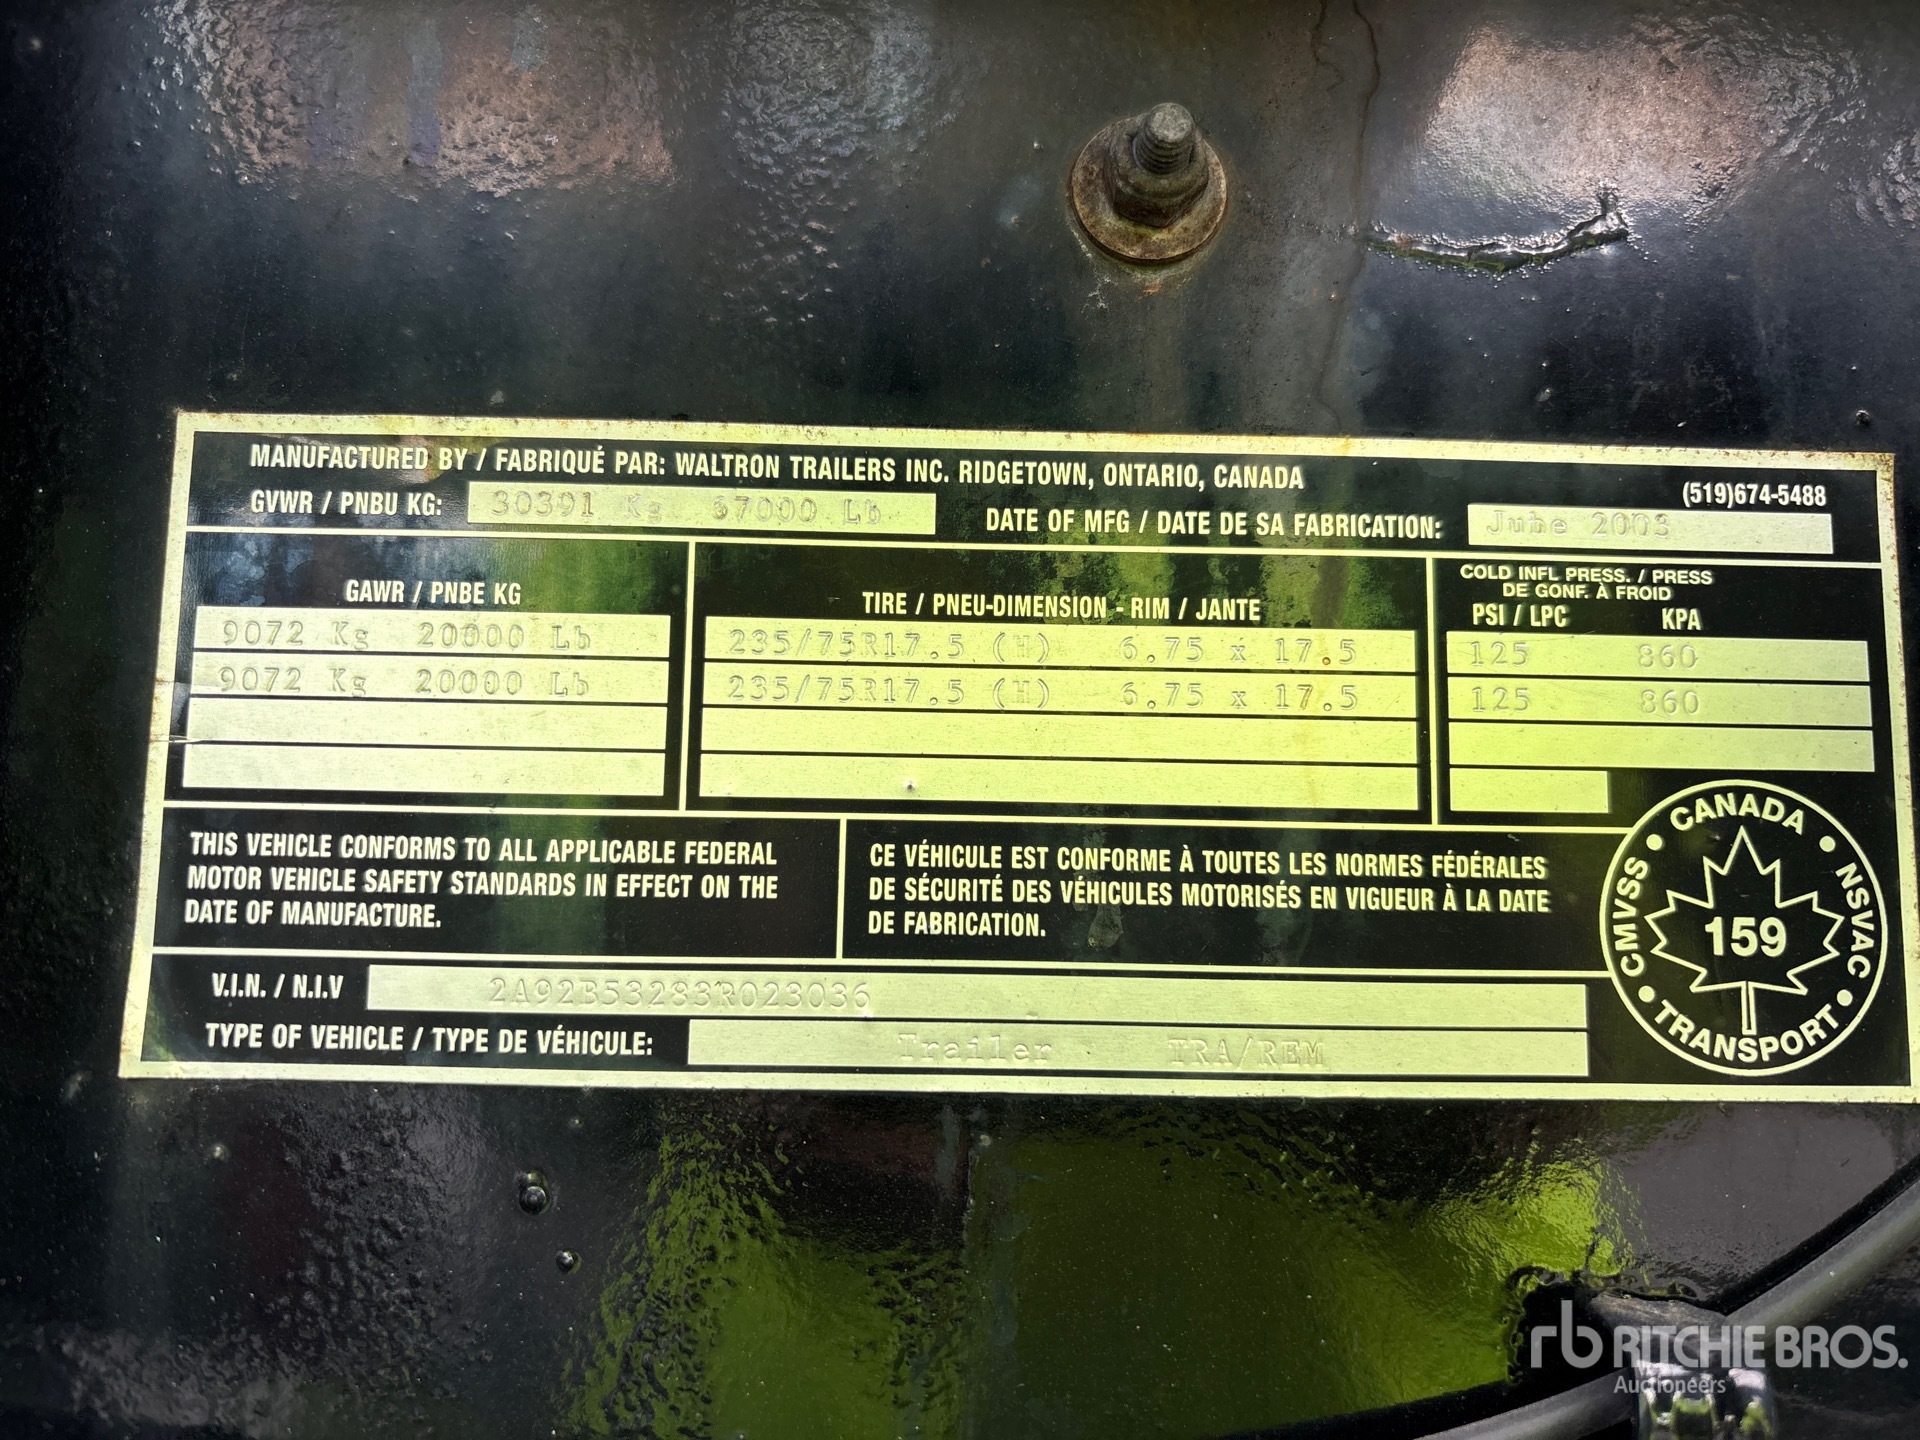 MANUFACTURED BY / FABRIQUÉ PAR: WALTRON TRAILERS INC. RIDGETOWN, ONTARIO, CANADA
(519)674-5488
GVWR / PNBU KG: 30391 Kg 67000 Lb
DATE OF MFG / DATE DE SA FABRICATION: June 2003
GAWR / PNBE KG
TIRE / PNEU-DIMENSION - RIM / JANTE
COLD INFL PRESS. / PRESS
DE GONF. À FROID
PSI / LPC KPA
9072 Kg 20000 Lb 235/75R17.5 (H) 6.75 x 17.5 125 860
9072 Kg 20000 Lb 235/75R17.5 (H) 6.75 x 17.5 125 860
THIS VEHICLE CONFORMS TO ALL APPLICABLE FEDERAL
MOTOR VEHICLE SAFETY STANDARDS IN EFFECT ON THE
DATE OF MANUFACTURE.
CE VÉHICULE EST CONFORME À TOUTES LES NORMES FÉDÉRALES
DE SÉCURITÉ DES VÉHICULES MOTORISÉS EN VIGUEUR À LA DATE
DE FABRICATION.
CANADA • NSVAC • TRANSPORT • CMVSS •
159
V.I.N. / N.I.V 2A92B53283R023036
TYPE OF VEHICLE / TYPE DE VÉHICULE: Trailer TRA/REM
rb RITCHIE BROS.
Auctioneers